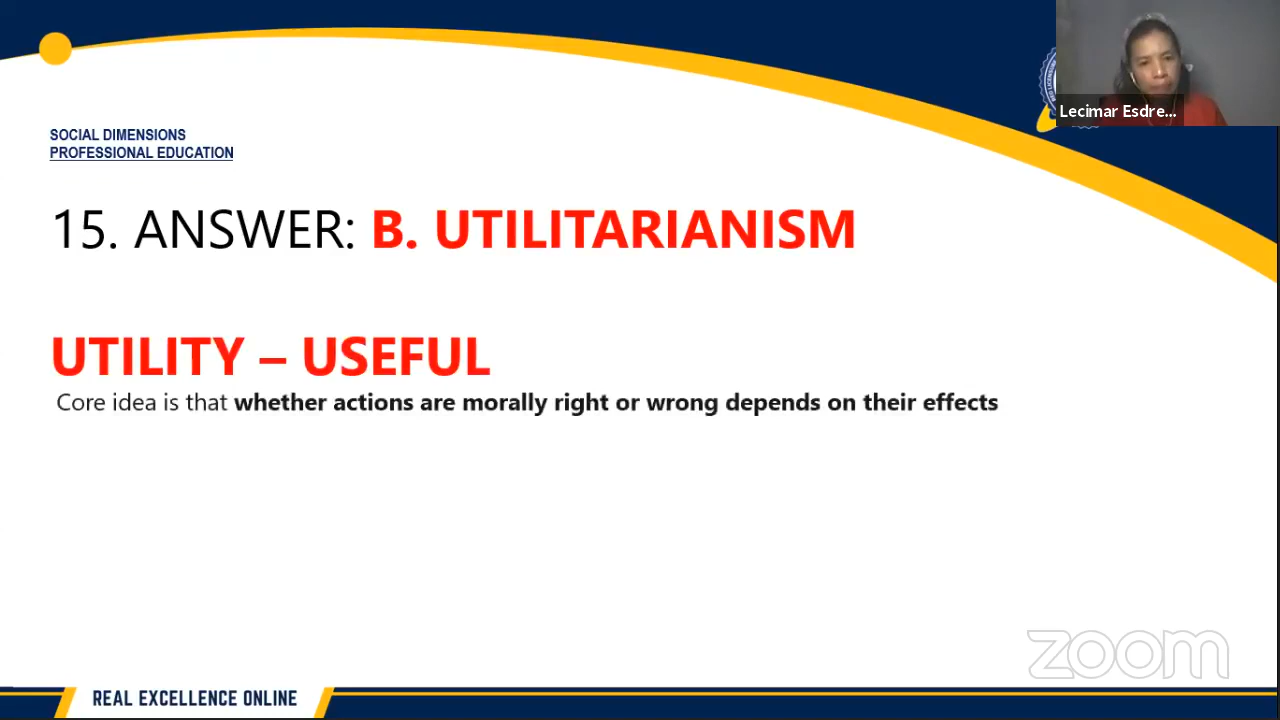 Lecimar Esdre...
SOCIAL DIMENSIONS
PROFESSIONAL EDUCATION
15. ANSWER: B. UTILITARIANISM
UTILITY – USEFUL
Core idea is that whether actions are morally right or wrong depends on their effects
zoom
REAL EXCELLENCE ONLINE